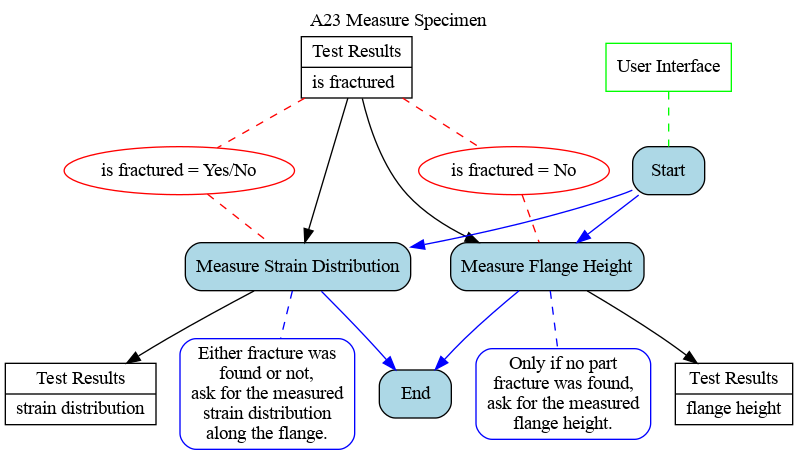 A23 Measure Specimen
Test Results
is fractured
User Interface
is fractured = Yes/No
is fractured = No
Start
Measure Strain Distribution
Measure Flange Height
Test Results
strain distribution
Either fracture was
found or not,
ask for the measured
strain distribution
along the flange.
End
Only if no part
fracture was found,
ask for the measured
flange height.
Test Results
flange height